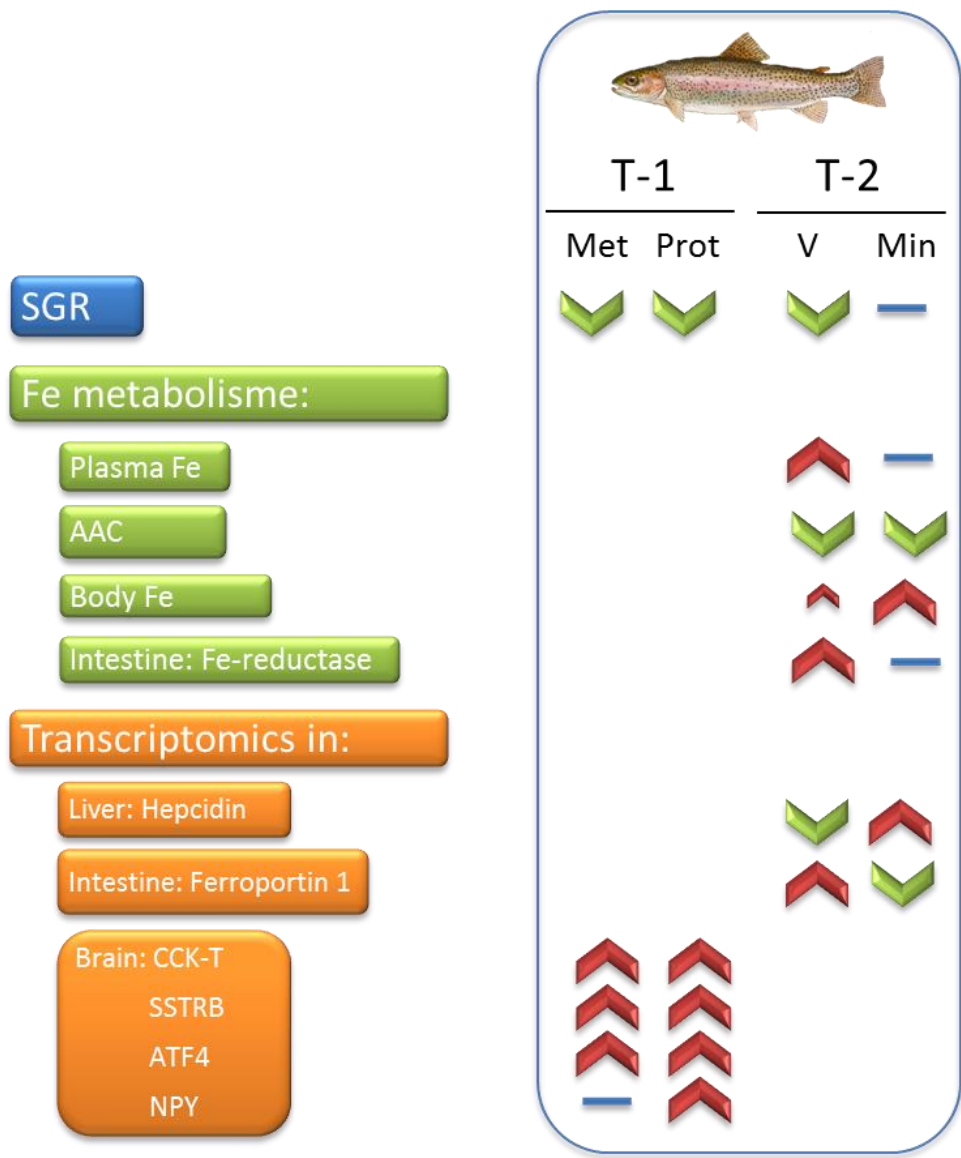 T-1 T-2
Met Prot V Min
SGR
Fe metabolisme:
Plasma Fe
AAC
Body Fe
Intestine: Fe-reductase
Transcriptomics in:
Liver: Hepcidin
Intestine: Ferroportin 1
Brain: CCK-T
SSTRB
ATF4
NPY